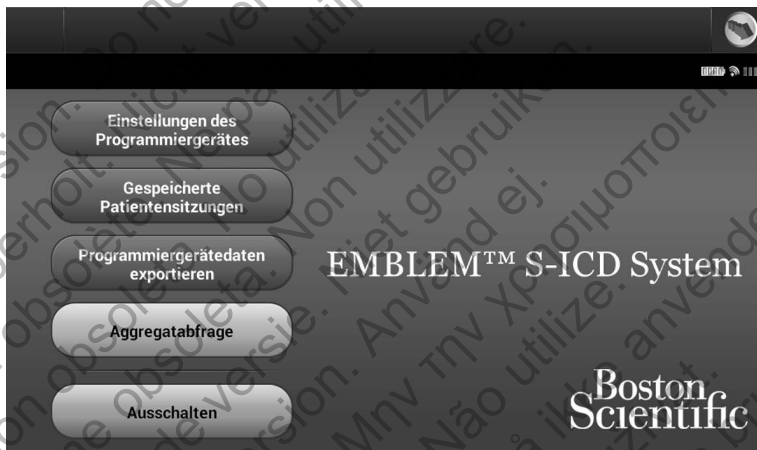 Einstellungen des
Programmiergerätes
Gespeicherte
Patientensitzungen
Programmiergerätedaten
exportieren
Aggregatabfrage
Ausschalten
EMBLEM™ S-ICD System
Boston
Scientific